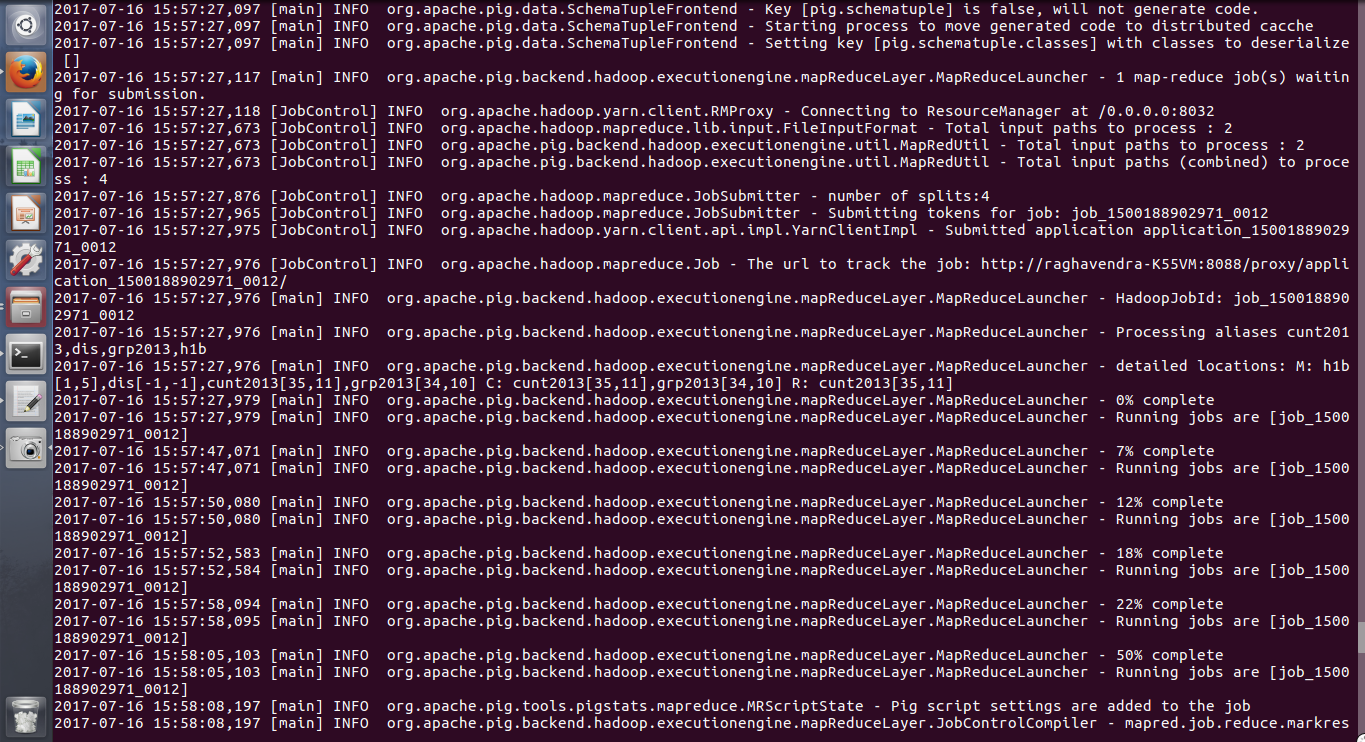 2017-07-16 15:57:27,097 [main] INFO  org.apache.pig.data.SchemaTupleFrontend - Key [pig.schematuple] is false, will not generate code.
2017-07-16 15:57:27,097 [main] INFO  org.apache.pig.data.SchemaTupleFrontend - Starting process to move generated code to distributed cacche
2017-07-16 15:57:27,097 [main] INFO  org.apache.pig.data.SchemaTupleFrontend - Setting key [pig.schematuple.classes] with classes to deserialize
 []
2017-07-16 15:57:27,117 [main] INFO  org.apache.pig.backend.hadoop.executionengine.mapReduceLayer.MapReduceLauncher - 1 map-reduce job(s) waitin
g for submission.
2017-07-16 15:57:27,118 [JobControl] INFO  org.apache.hadoop.yarn.client.RMProxy - Connecting to ResourceManager at /0.0.0.0:8032
2017-07-16 15:57:27,673 [JobControl] INFO  org.apache.hadoop.mapreduce.lib.input.FileInputFormat - Total input paths to process : 2
2017-07-16 15:57:27,673 [JobControl] INFO  org.apache.pig.backend.hadoop.executionengine.util.MapRedUtil - Total input paths to process : 2
2017-07-16 15:57:27,673 [JobControl] INFO  org.apache.pig.backend.hadoop.executionengine.util.MapRedUtil - Total input paths (combined) to proce
ss : 4
2017-07-16 15:57:27,876 [JobControl] INFO  org.apache.hadoop.mapreduce.JobSubmitter - number of splits:4
2017-07-16 15:57:27,965 [JobControl] INFO  org.apache.hadoop.mapreduce.JobSubmitter - Submitting tokens for job: job_1500188902971_0012
2017-07-16 15:57:27,975 [JobControl] INFO  org.apache.hadoop.yarn.client.api.impl.YarnClientImpl - Submitted application application_15001889029
71_0012
2017-07-16 15:57:27,976 [JobControl] INFO  org.apache.hadoop.mapreduce.Job - The url to track the job: http://raghavendra-K55VM:8088/proxy/appli
cation_1500188902971_0012/
2017-07-16 15:57:27,976 [main] INFO  org.apache.pig.backend.hadoop.executionengine.mapReduceLayer.MapReduceLauncher - HadoopJobId: job_150018890
2971_0012
2017-07-16 15:57:27,976 [main] INFO  org.apache.pig.backend.hadoop.executionengine.mapReduceLayer.MapReduceLauncher - Processing aliases cunt201
3,dis,grp2013,h1b
2017-07-16 15:57:27,976 [main] INFO  org.apache.pig.backend.hadoop.executionengine.mapReduceLayer.MapReduceLauncher - detailed locations: M: h1b
[1,5],dis[-1,-1],cunt2013[35,11],grp2013[34,10] C: cunt2013[35,11],grp2013[34,10] R: cunt2013[35,11]
2017-07-16 15:57:27,979 [main] INFO  org.apache.pig.backend.hadoop.executionengine.mapReduceLayer.MapReduceLauncher - 0% complete
2017-07-16 15:57:27,979 [main] INFO  org.apache.pig.backend.hadoop.executionengine.mapReduceLayer.MapReduceLauncher - Running jobs are [job_1500
188902971_0012]
2017-07-16 15:57:47,071 [main] INFO  org.apache.pig.backend.hadoop.executionengine.mapReduceLayer.MapReduceLauncher - 7% complete
2017-07-16 15:57:47,071 [main] INFO  org.apache.pig.backend.hadoop.executionengine.mapReduceLayer.MapReduceLauncher - Running jobs are [job_1500
188902971_0012]
2017-07-16 15:57:50,080 [main] INFO  org.apache.pig.backend.hadoop.executionengine.mapReduceLayer.MapReduceLauncher - 12% complete
2017-07-16 15:57:50,080 [main] INFO  org.apache.pig.backend.hadoop.executionengine.mapReduceLayer.MapReduceLauncher - Running jobs are [job_1500
188902971_0012]
2017-07-16 15:57:52,583 [main] INFO  org.apache.pig.backend.hadoop.executionengine.mapReduceLayer.MapReduceLauncher - 18% complete
2017-07-16 15:57:52,584 [main] INFO  org.apache.pig.backend.hadoop.executionengine.mapReduceLayer.MapReduceLauncher - Running jobs are [job_1500
188902971_0012]
2017-07-16 15:57:58,094 [main] INFO  org.apache.pig.backend.hadoop.executionengine.mapReduceLayer.MapReduceLauncher - 22% complete
2017-07-16 15:57:58,095 [main] INFO  org.apache.pig.backend.hadoop.executionengine.mapReduceLayer.MapReduceLauncher - Running jobs are [job_1500
188902971_0012]
2017-07-16 15:58:05,103 [main] INFO  org.apache.pig.backend.hadoop.executionengine.mapReduceLayer.MapReduceLauncher - 50% complete
2017-07-16 15:58:05,103 [main] INFO  org.apache.pig.backend.hadoop.executionengine.mapReduceLayer.MapReduceLauncher - Running jobs are [job_1500
188902971_0012]
2017-07-16 15:58:08,197 [main] INFO  org.apache.pig.tools.pigstats.mapreduce.MRScriptState - Pig script settings are added to the job
2017-07-16 15:58:08,197 [main] INFO  org.apache.pig.backend.hadoop.executionengine.mapReduceLayer.JobControlCompiler - mapred.job.reduce.markres